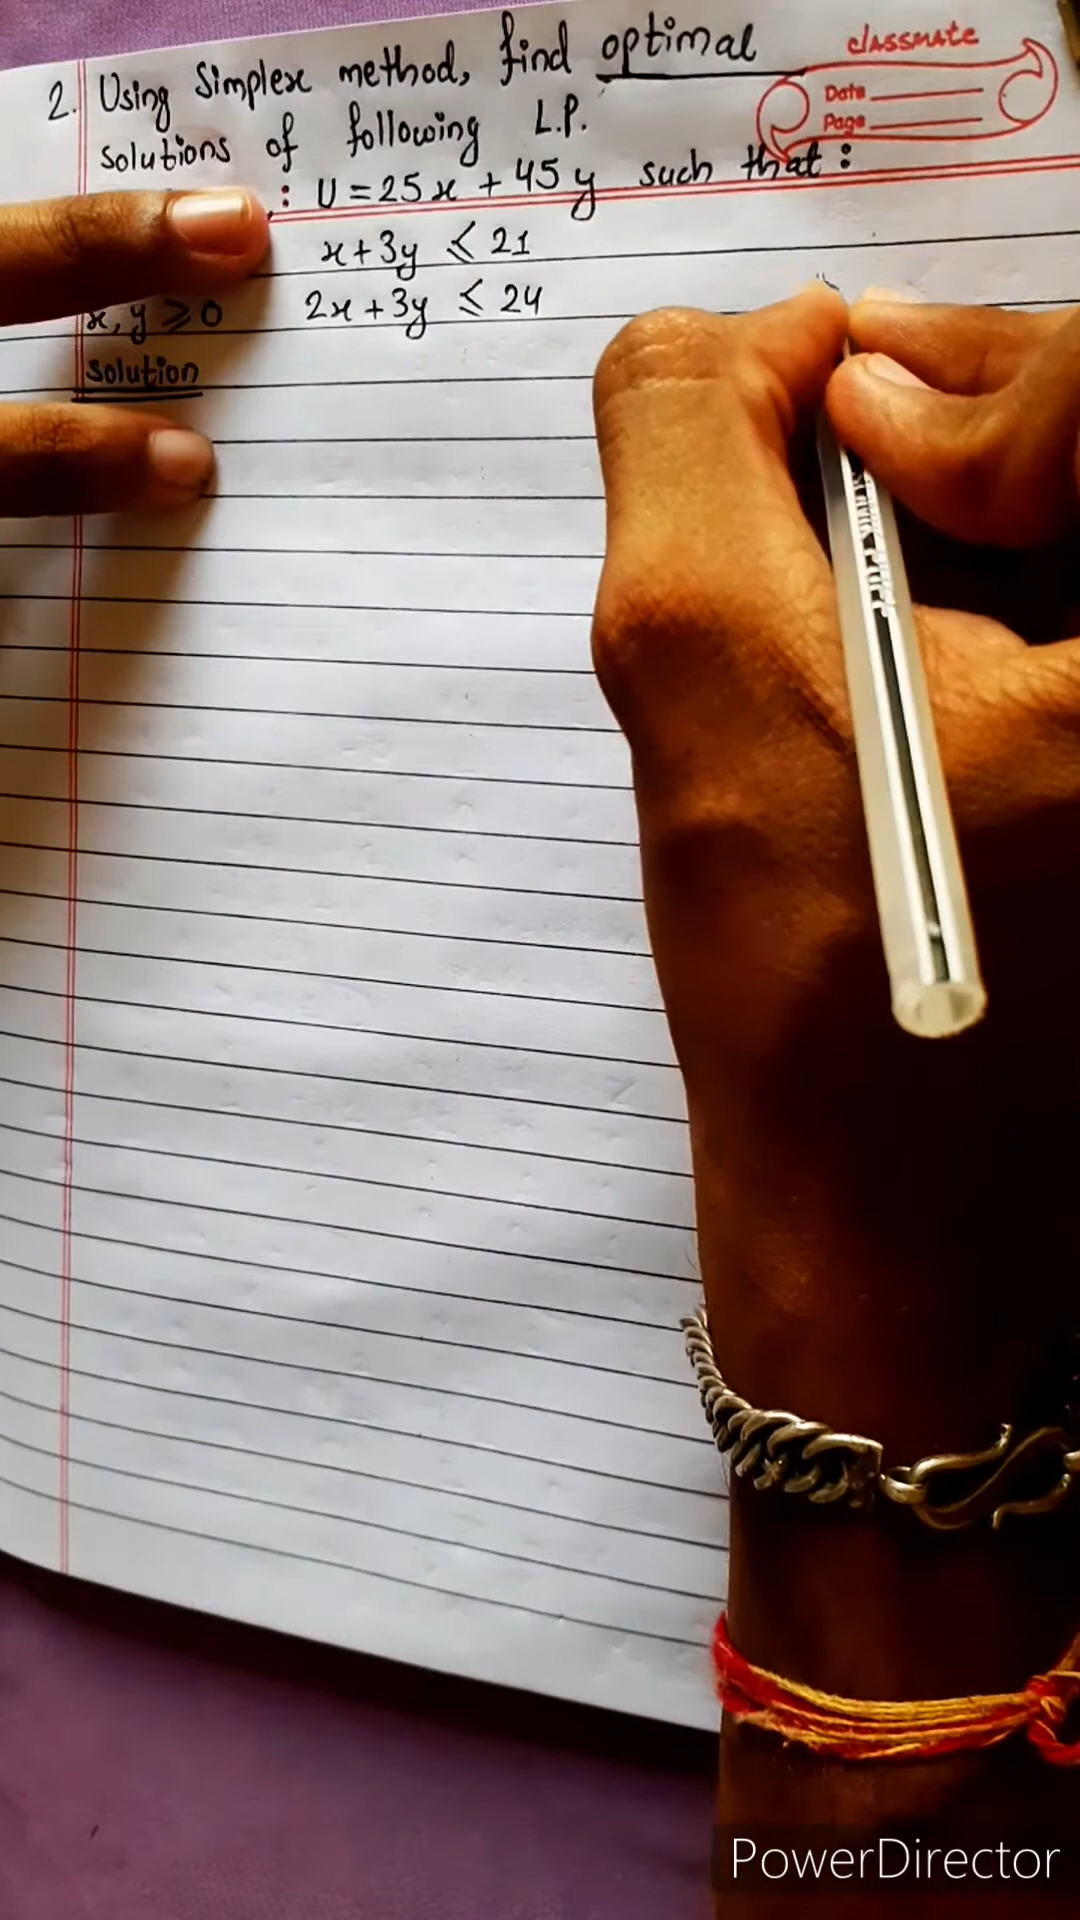 2. Using Simplex method, find optimal
solutions of following L.P.
: U = 25x + 45y such that :
x + 3y ≤ 21
x, y ≥ 0 2x + 3y ≤ 24
Solution
classmate
Date
Page
PowerDirector